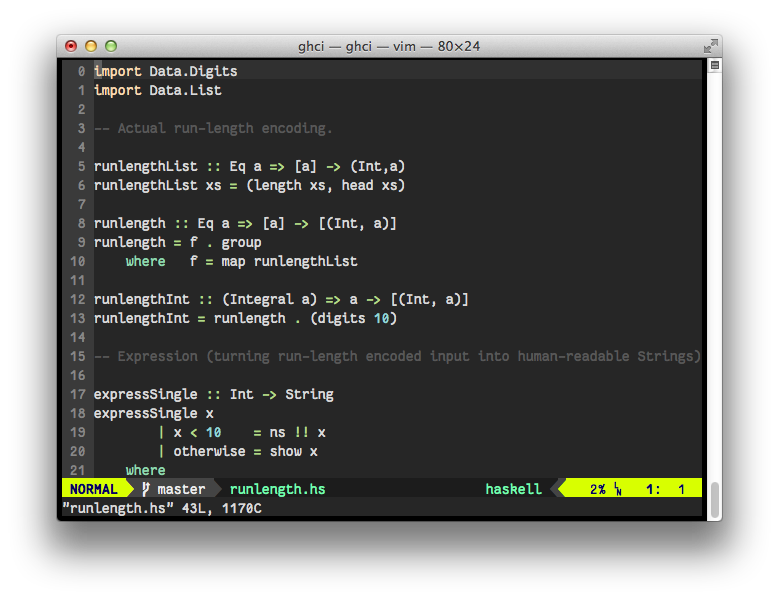 ghci — ghci — vim — 80×24
0 import Data.Digits
1 import Data.List
2
3 -- Actual run-length encoding.
4
5 runlengthList :: Eq a => [a] -> (Int,a)
6 runlengthList xs = (length xs, head xs)
7
8 runlength :: Eq a => [a] -> [(Int, a)]
9 runlength = f . group
10     where   f = map runlengthList
11
12 runlengthInt :: (Integral a) => a -> [(Int, a)]
13 runlengthInt = runlength . (digits 10)
14
15 -- Expression (turning run-length encoded input into human-readable Strings)
16
17 expressSingle :: Int -> String
18 expressSingle x
19         | x < 10    = ns !! x
20         | otherwise = show x
21     where
NORMAL master runlength.hs haskell 2% LN 1: 1
"runlength.hs" 43L, 1170C